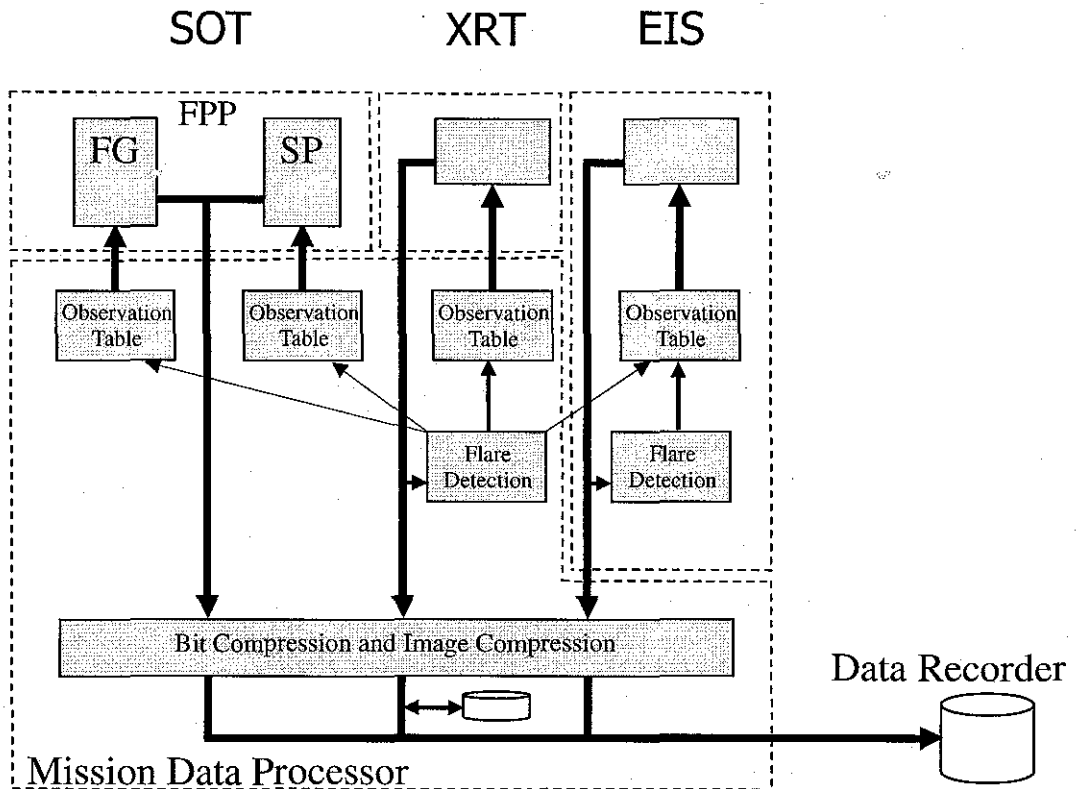 SOT
XRT
EIS
FPP
FG
SP
Observation
Table
Observation
Table
Observation
Table
Observation
Table
Flare
Detection
Flare
Detection
Bit Compression and Image Compression
Data Recorder
Mission Data Processor